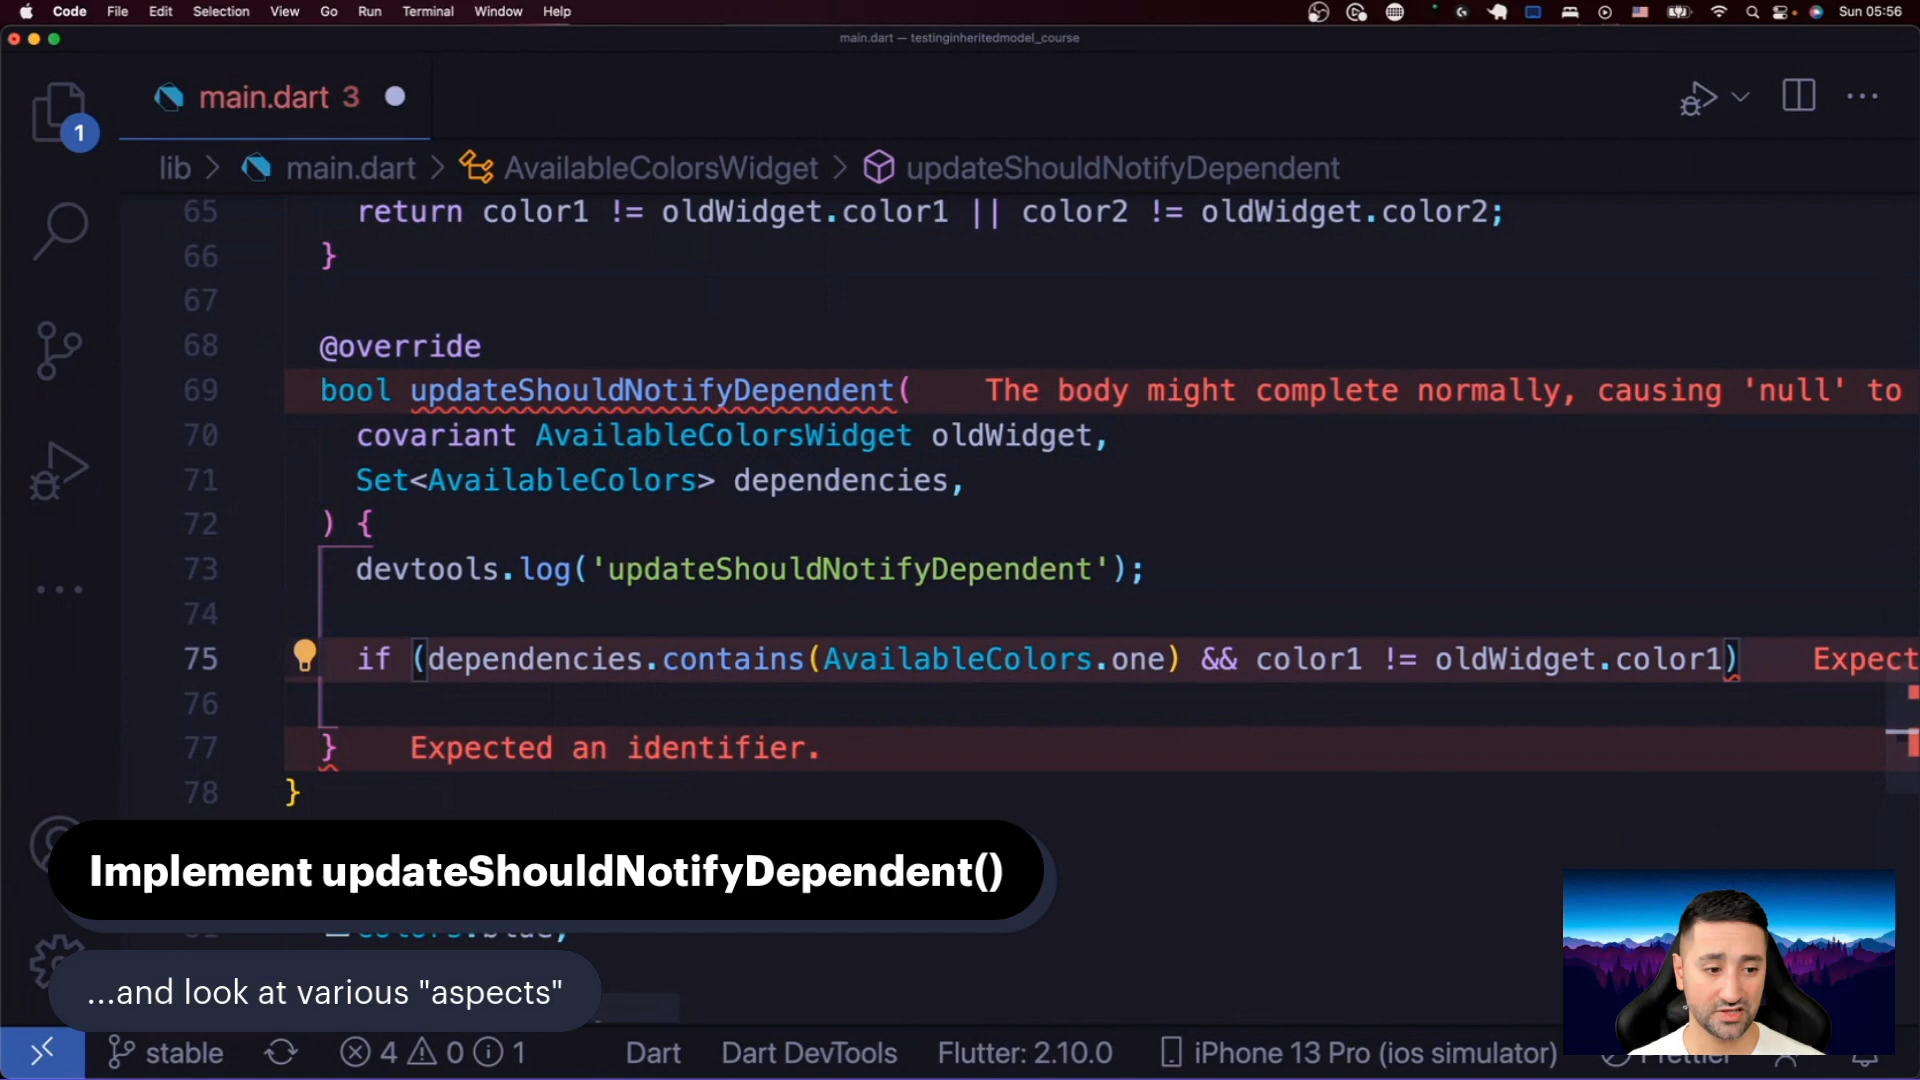 Code File Edit Selection View Go Run Terminal Window Help Sun 05:56
main.dart — testinginheritedmodel_course
main.dart 3
1
lib > main.dart > AvailableColorsWidget > updateShouldNotifyDependent
65 return color1 != oldWidget.color1 || color2 != oldWidget.color2;
66 }
67
68 @override
69 bool updateShouldNotifyDependent( The body might complete normally, causing 'null' to
70 covariant AvailableColorsWidget oldWidget,
71 Set<AvailableColors> dependencies,
72 ) {
73 devtools.log('updateShouldNotifyDependent');
74
75 if (dependencies.contains(AvailableColors.one) && color1 != oldWidget.color1) Expect
76
77 } Expected an identifier.
78 }
Implement updateShouldNotifyDependent()
colors.blue,
...and look at various "aspects"
stable 4 0 1 Dart Dart DevTools Flutter: 2.10.0 iPhone 13 Pro (ios simulator) Prettier